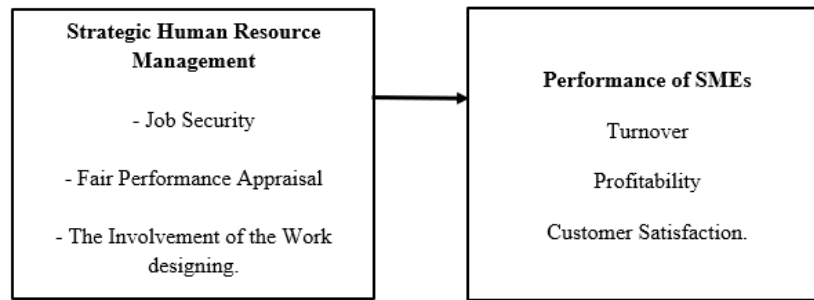 Strategic Human Resource
Management
- Job Security
- Fair Performance Appraisal
- The Involvement of the Work
designing.
Performance of SMEs
Turnover
Profitability
Customer Satisfaction.